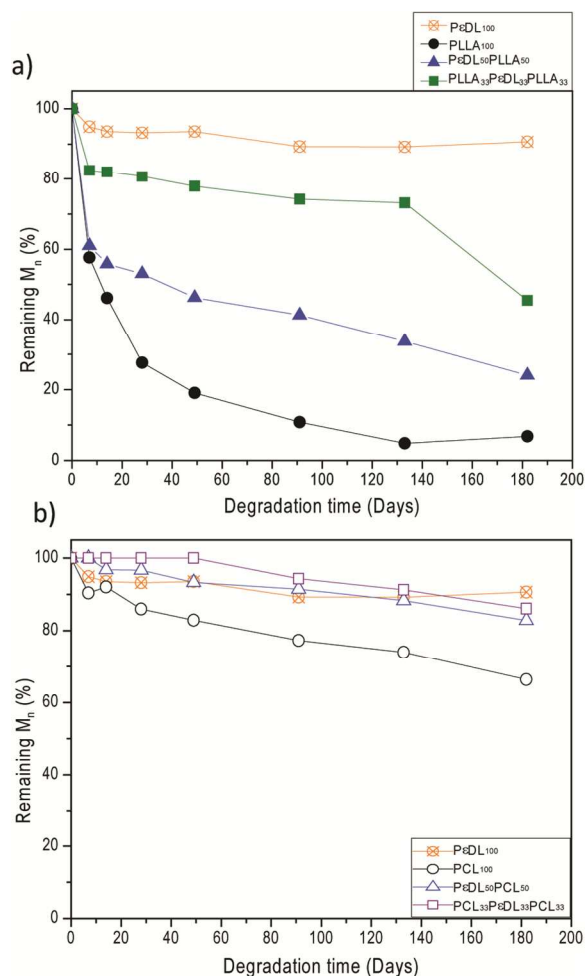 PεDL₁₀₀
PLLA₁₀₀
PεDL₅₀PLLA₅₀
PLLA₃₃PεDL₃₃PLLA₃₃
a)
100
80
60
40
20
0
Remaining Mₙ (%)
0 20 40 60 80 100 120 140 160 180 200
Degradation time (Days)
b)
100
80
60
40
20
0
Remaining Mₙ (%)
PεDL₁₀₀
PCL₁₀₀
PεDL₅₀PCL₅₀
PCL₃₃PεDL₃₃PCL₃₃
0 20 40 60 80 100 120 140 160 180 200
Degradation time (Days)